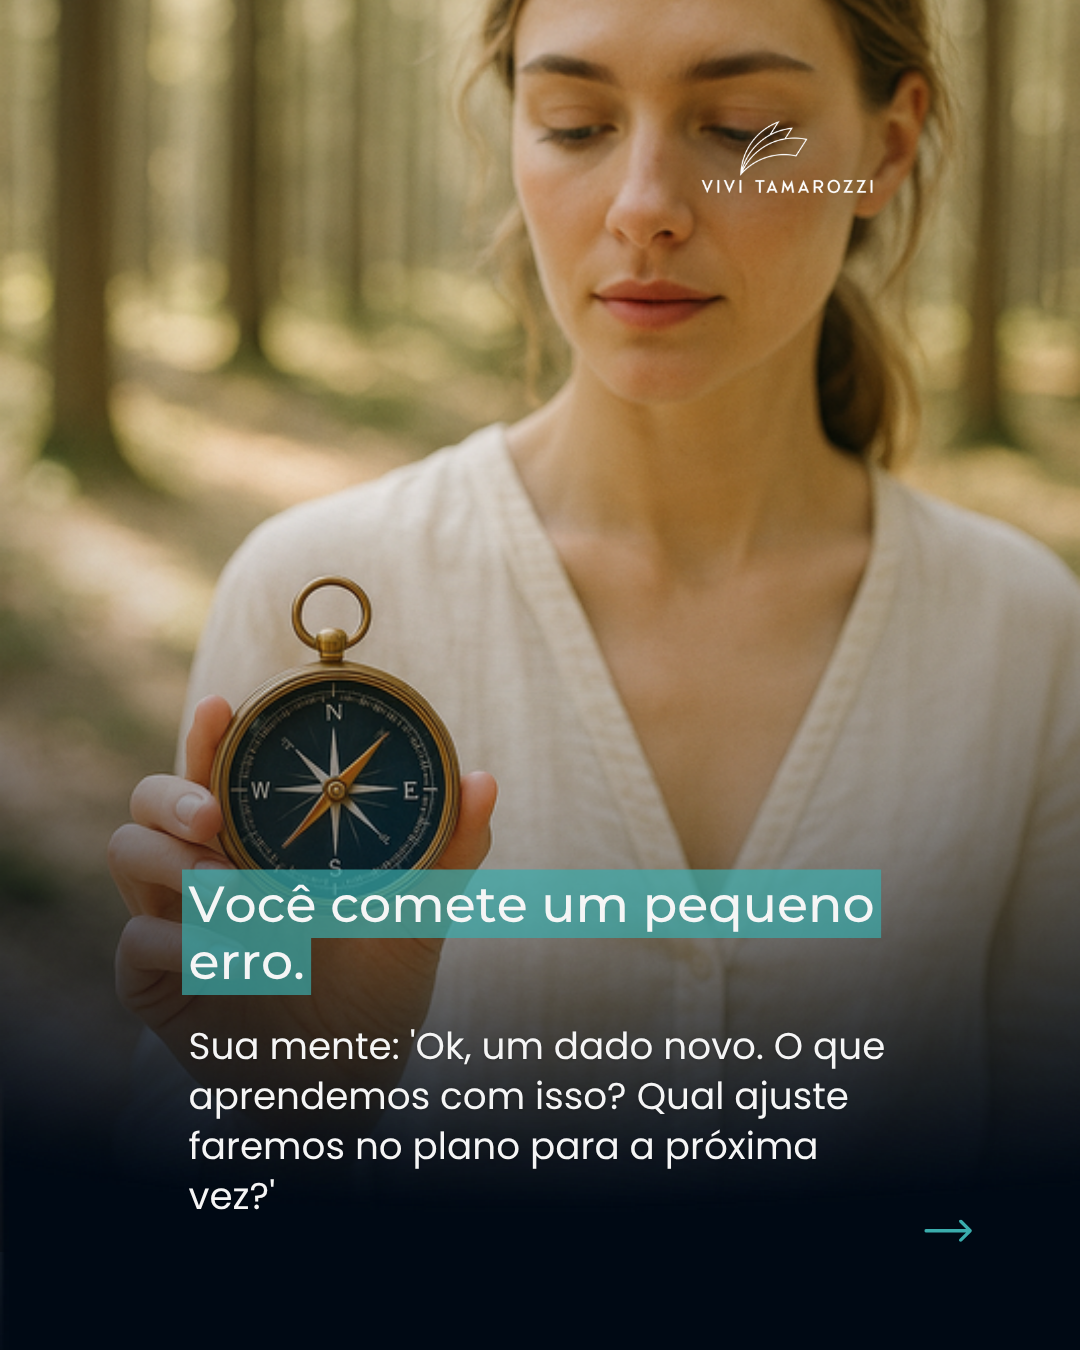 VIVI TAMAROZZI
N
W
E
S
Você comete um pequeno
erro.
Sua mente: 'Ok, um dado novo. O que
aprendemos com isso? Qual ajuste
faremos no plano para a próxima
vez?'